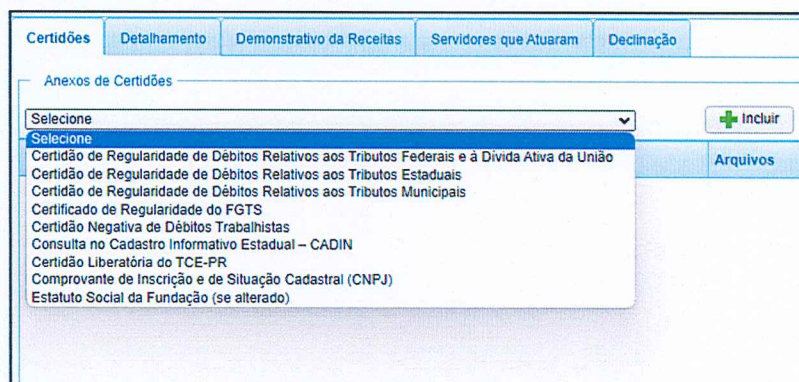 Certidões Detalhamento Demonstrativo da Receitas Servidores que Atuaram Declinação
Anexos de Certidões
Selecione Incluir
Selecione
Certidão de Regularidade de Débitos Relativos aos Tributos Federais e à Dívida Ativa da União
Arquivos
Certidão de Regularidade de Débitos Relativos aos Tributos Estaduais
Certidão de Regularidade de Débitos Relativos aos Tributos Municipais
Certificado de Regularidade do FGTS
Certidão Negativa de Débitos Trabalhistas
Consulta no Cadastro Informativo Estadual – CADIN
Certidão Liberatória do TCE-PR
Comprovante de Inscrição e de Situação Cadastral (CNPJ)
Estatuto Social da Fundação (se alterado)